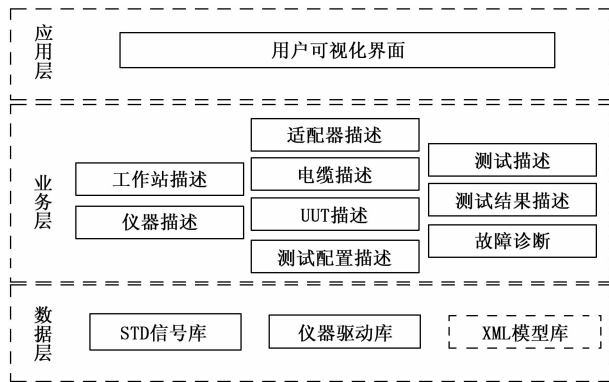 应用层
用户可视化界面
业务层
工作站描述
仪器描述
适配器描述
电缆描述
UUT描述
测试配置描述
测试描述
测试结果描述
故障诊断
数据层
STD信号库
仪器驱动库
XML模型库